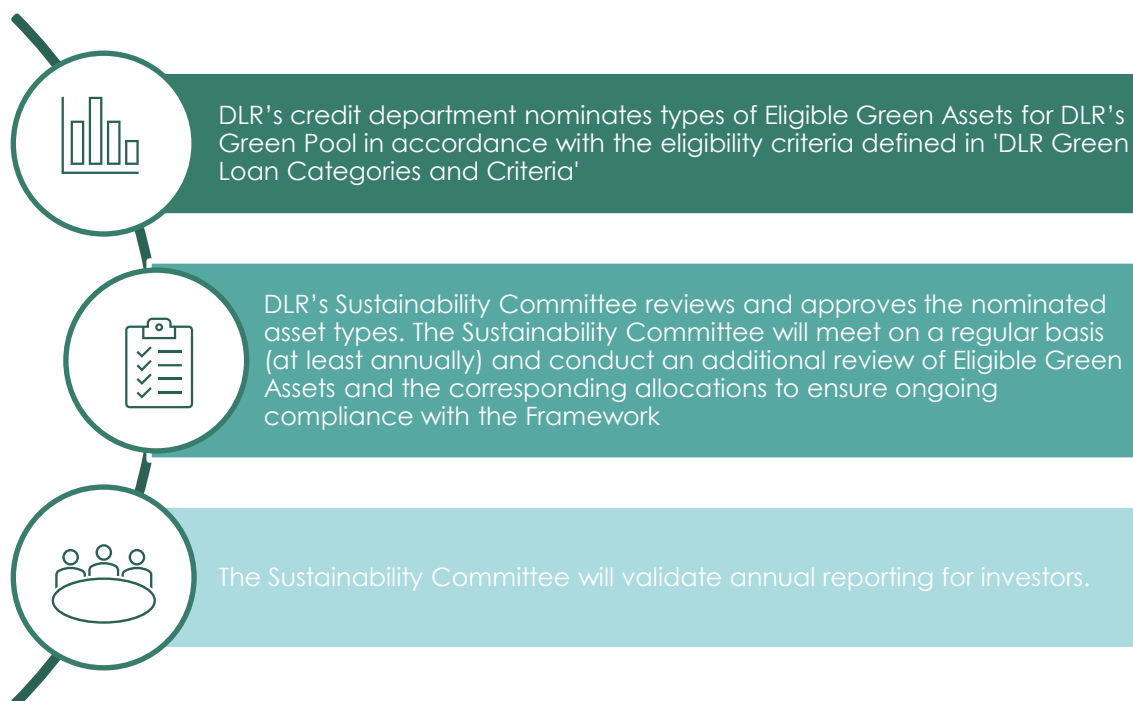 DLR’s credit department nominates types of Eligible Green Assets for DLR’s
Green Pool in accordance with the eligibility criteria defined in 'DLR Green
Loan Categories and Criteria'
DLR’s Sustainability Committee reviews and approves the nominated
asset types. The Sustainability Committee will meet on a regular basis
(at least annually) and conduct an additional review of Eligible Green
Assets and the corresponding allocations to ensure ongoing
compliance with the Framework
The Sustainability Committee will validate annual reporting for investors.